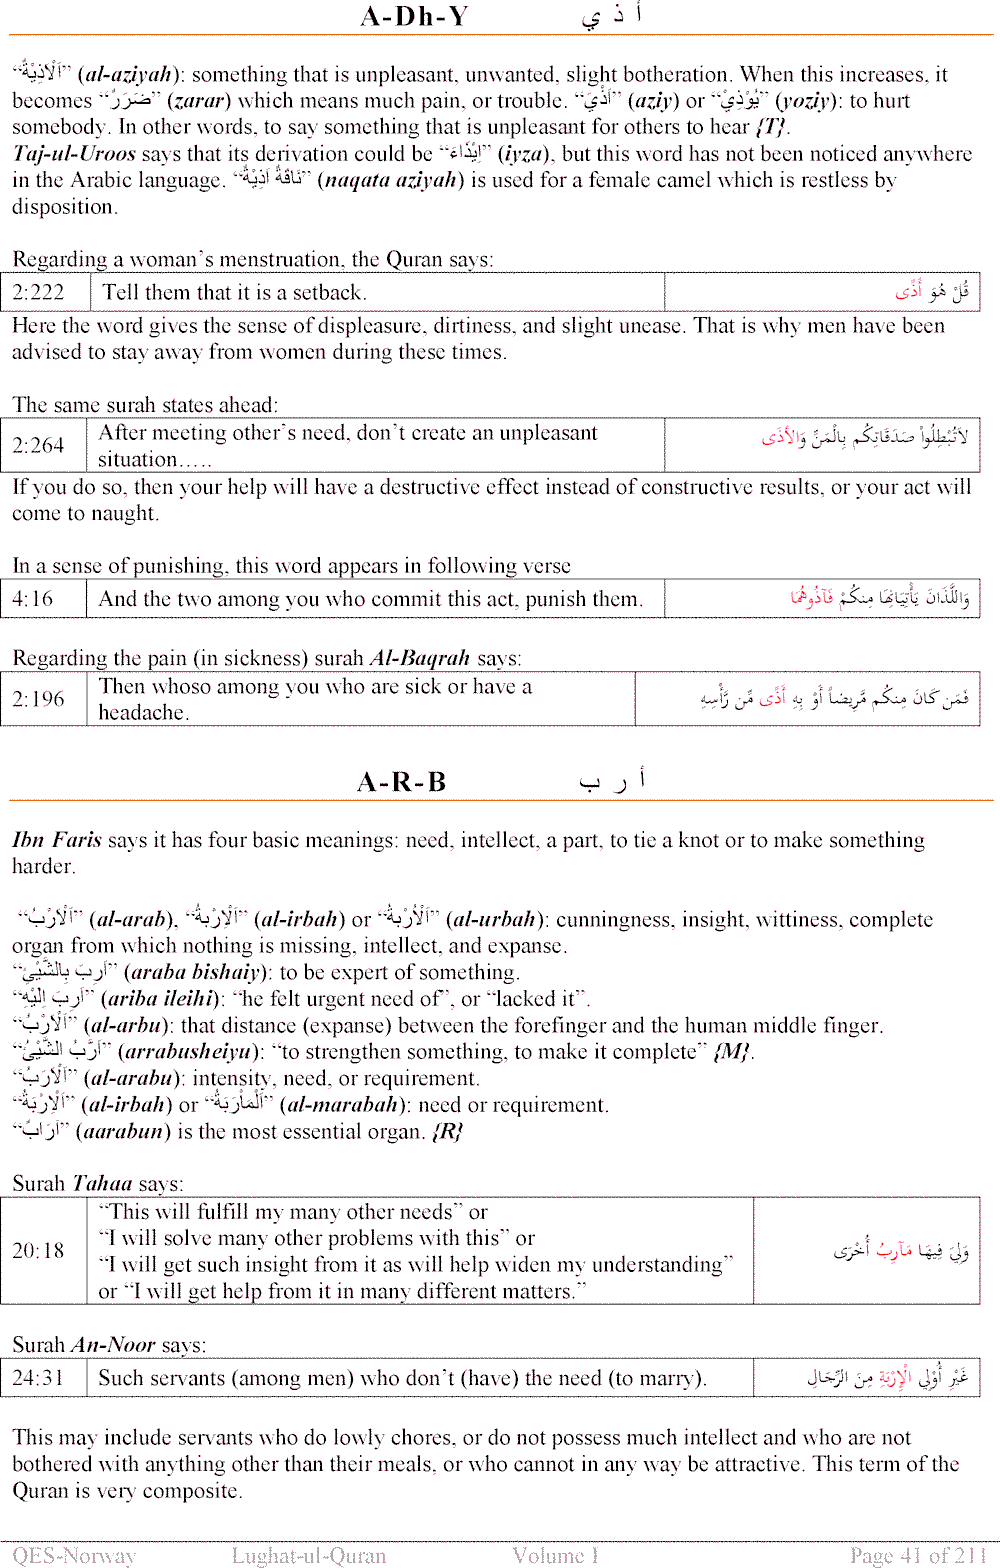 A-Dh-Y أ ذ ي
“اَلْاَذِيَّةُ” (al-aziyah): something that is unpleasant, unwanted, slight botheration. When this increases, it
becomes “ضَرَرٌ” (zarar) which means much pain, or trouble. “اَذْيٌ” (aziy) or “يُوْذِيْ” (yoziy): to hurt
somebody. In other words, to say something that is unpleasant for others to hear {T}.
Taj-ul-Uroos says that its derivation could be “اِيْذَاءٌ” (iyza), but this word has not been noticed anywhere
in the Arabic language. “نَاقَةٌ اَذِيَّةٌ” (naqata aziyah) is used for a female camel which is restless by
disposition.
Regarding a woman’s menstruation, the Quran says:
2:222 Tell them that it is a setback. قُلْ هُوَ أَذًى
Here the word gives the sense of displeasure, dirtiness, and slight unease. That is why men have been
advised to stay away from women during these times.
The same surah states ahead:
2:264 After meeting other’s need, don’t create an unpleasant لاَتُبْطِلُواْ صَدَقَاتِكُم بِالْمَنِّ وَالأذَى
situation…..
If you do so, then your help will have a destructive effect instead of constructive results, or your act will
come to naught.
In a sense of punishing, this word appears in following verse
4:16 And the two among you who commit this act, punish them. وَاللَّذَانَ يَأْتِيَانِهَا مِنكُمْ فَآذُوهُمَا
Regarding the pain (in sickness) surah Al-Baqrah says:
2:196 Then whoso among you who are sick or have a فَمَن كَانَ مِنكُم مَّرِيضاً أَوْ بِهِ أَذًى مِّن رَّأْسِهِ
headache.
A-R-B أ ر ب
Ibn Faris says it has four basic meanings: need, intellect, a part, to tie a knot or to make something
harder.
“اَلْاَرْبُ” (al-arab), “اَلْاِرْبةُ” (al-irbah) or “اَلْاُرْبةُ” (al-urbah): cunningness, insight, wittiness, complete
organ from which nothing is missing, intellect, and expanse.
“اَرِبَ بِالشَّيْئِ” (araba bishaiy): to be expert of something.
“اَرِبَ اِلَيْهِ” (ariba ileihi): “he felt urgent need of”, or “lacked it”.
“اَلْاَرْبُ” (al-arbu): that distance (expanse) between the forefinger and the human middle finger.
“اَرَّبُ الشَّيْئُ” (arrabusheiyu): “to strengthen something, to make it complete” {M}.
“اَلْاَرَبُ” (al-arabu): intensity, need, or requirement.
“اَلْاِرْبَةُ” (al-irbah) or “اَلْمَاْرَبَةُ” (al-marabah): need or requirement.
“آرَابٌ” (aarabun) is the most essential organ. {R}
Surah Tahaa says:
“This will fulfill my many other needs” or
“I will solve many other problems with this” or
20:18 “I will get such insight from it as will help widen my understanding” وَلِيَ فِيهَا مَآرِبُ أُخْرَى
or “I will get help from it in many different matters.”
Surah An-Noor says:
24:31 Such servants (among men) who don’t (have) the need (to marry). غَيْرِ أُوْلِي الْإِرْبَةِ مِنَ الرِّجَالِ
This may include servants who do lowly chores, or do not possess much intellect and who are not
bothered with anything other than their meals, or who cannot in any way be attractive. This term of the
Quran is very composite.
QES-Norway Lughat-ul-Quran Volume I Page 41 of 211